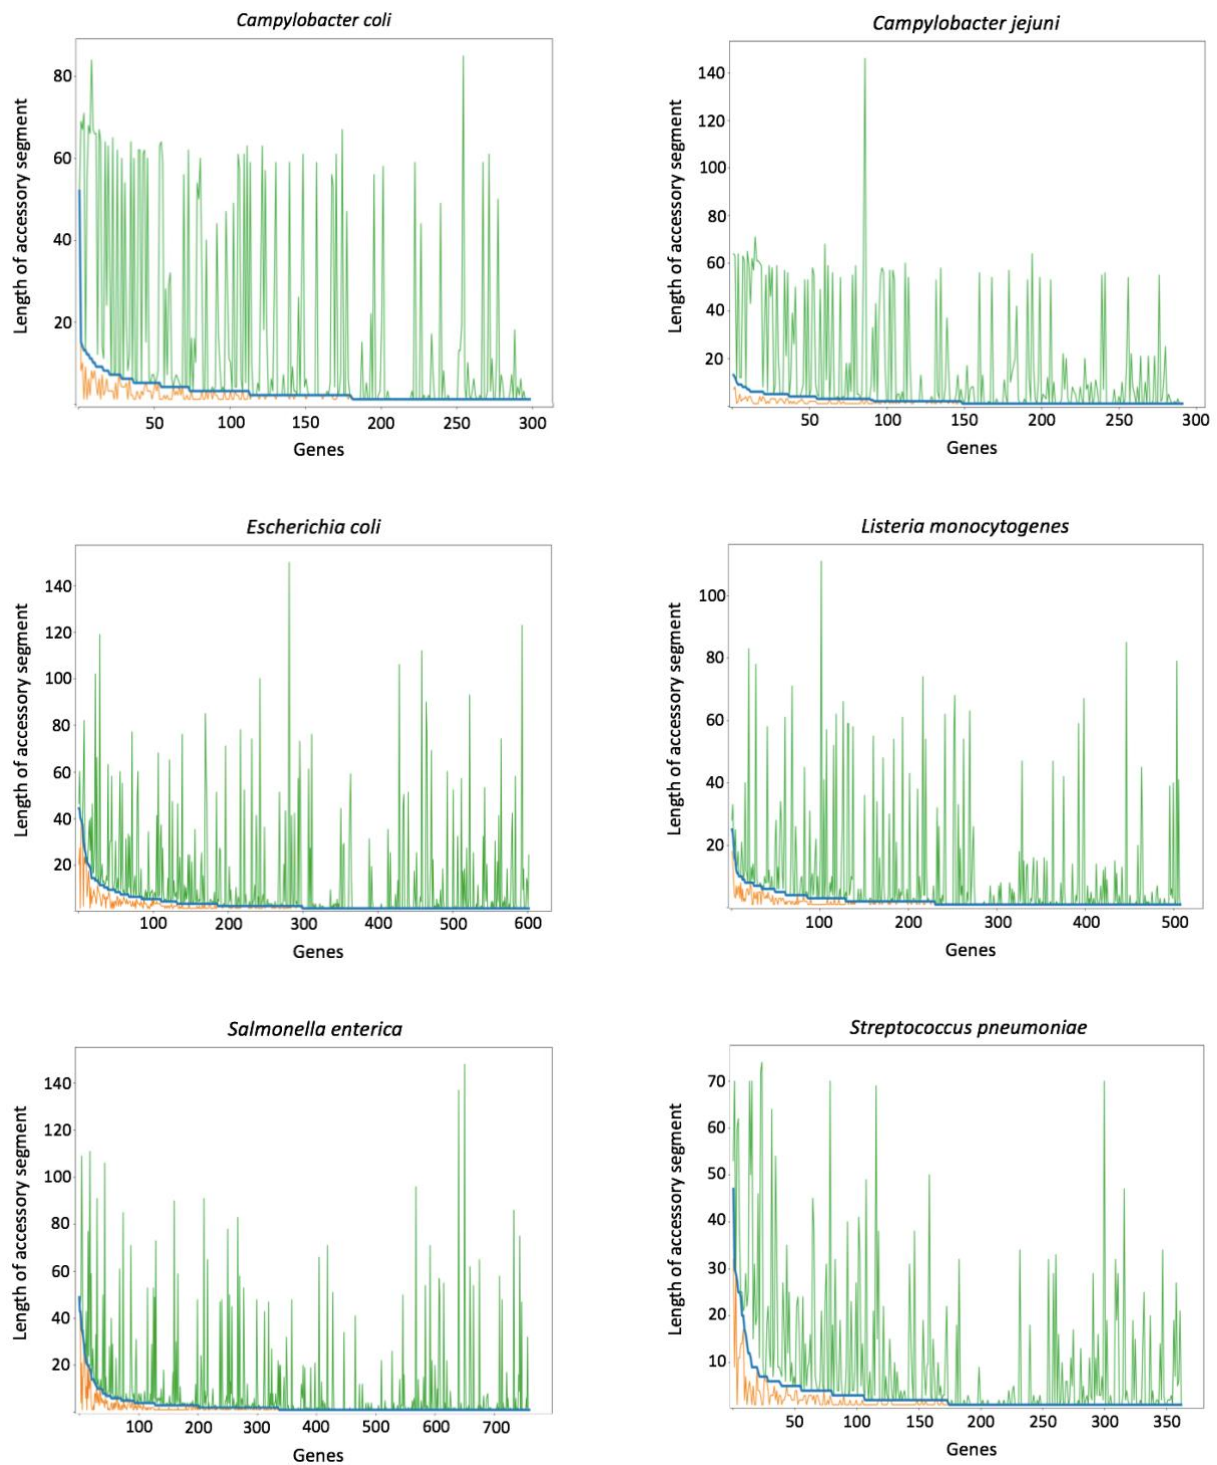 Campylobacter coli
Length of accessory segment
80
60
40
20
50 100 150 200 250 300
Genes
Campylobacter jejuni
Length of accessory segment
140
120
100
80
60
40
20
50 100 150 200 250 300
Genes
Escherichia coli
Length of accessory segment
140
120
100
80
60
40
20
100 200 300 400 500 600
Genes
Listeria monocytogenes
Length of accessory segment
100
80
60
40
20
100 200 300 400 500
Genes
Salmonella enterica
Length of accessory segment
140
120
100
80
60
40
20
100 200 300 400 500 600 700
Genes
Streptococcus pneumoniae
Length of accessory segment
70
60
50
40
30
20
10
50 100 150 200 250 300 350
Genes